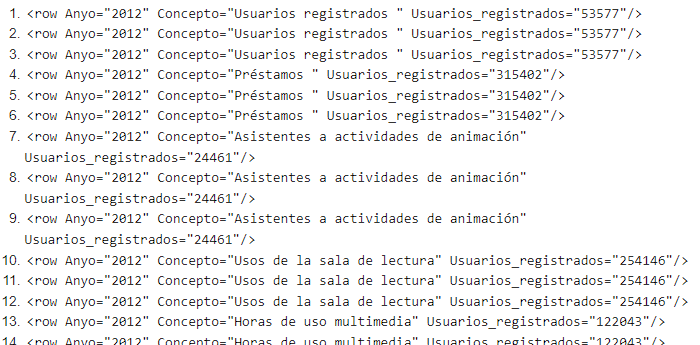 1. <row Anyo="2012" Concepto="Usuarios registrados " Usuarios_registrados="53577"/>
2. <row Anyo="2012" Concepto="Usuarios registrados " Usuarios_registrados="53577"/>
3. <row Anyo="2012" Concepto="Usuarios registrados " Usuarios_registrados="53577"/>
4. <row Anyo="2012" Concepto="Préstamos " Usuarios_registrados="315402"/>
5. <row Anyo="2012" Concepto="Préstamos " Usuarios_registrados="315402"/>
6. <row Anyo="2012" Concepto="Préstamos " Usuarios_registrados="315402"/>
7. <row Anyo="2012" Concepto="Asistentes a actividades de animación"
Usuarios_registrados="24461"/>
8. <row Anyo="2012" Concepto="Asistentes a actividades de animación"
Usuarios_registrados="24461"/>
9. <row Anyo="2012" Concepto="Asistentes a actividades de animación"
Usuarios_registrados="24461"/>
10. <row Anyo="2012" Concepto="Usos de la sala de lectura" Usuarios_registrados="254146"/>
11. <row Anyo="2012" Concepto="Usos de la sala de lectura" Usuarios_registrados="254146"/>
12. <row Anyo="2012" Concepto="Usos de la sala de lectura" Usuarios_registrados="254146"/>
13. <row Anyo="2012" Concepto="Horas de uso multimedia" Usuarios_registrados="122043"/>
14. <row Anyo="2012" Concepto="Horas de uso multimedia" Usuarios_registrados="122043"/>